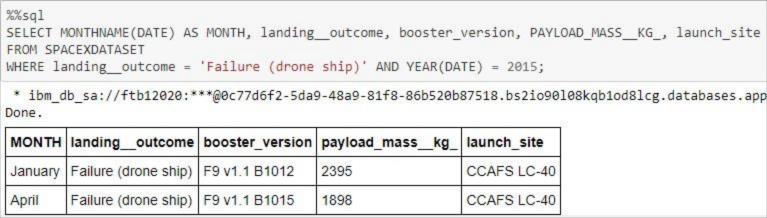 %%sql
SELECT MONTHNAME(DATE) AS MONTH, landing__outcome, booster_version, PAYLOAD_MASS__KG_, launch_site
FROM SPACEXDATASET
WHERE landing__outcome = 'Failure (drone ship)' AND YEAR(DATE) = 2015;
* ibm_db_sa://ftb12020:***@0c77d6f2-5da9-48a9-81f8-86b520b87518.bs2io90l08kqb1od8lcg.databases.app
Done.
MONTH landing__outcome booster_version payload_mass__kg_ launch_site
January Failure (drone ship) F9 v1.1 B1012 2395 CCAFS LC-40
April Failure (drone ship) F9 v1.1 B1015 1898 CCAFS LC-40